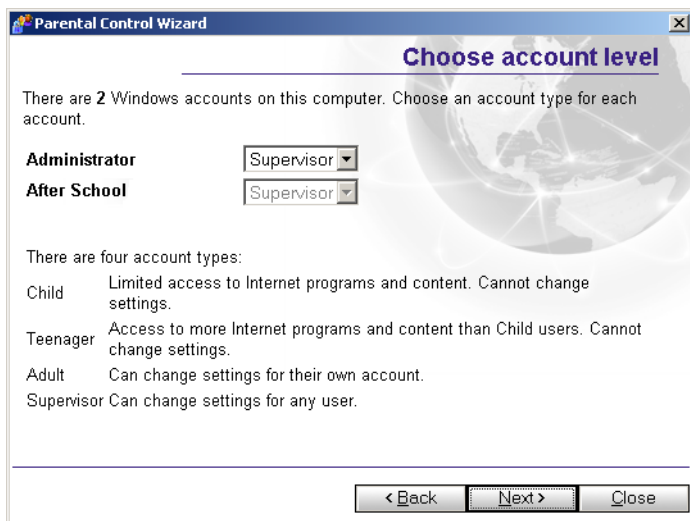 Parental Control Wizard
Choose account level
There are 2 Windows accounts on this computer. Choose an account type for each
account.
Administrator Supervisor
After School Supervisor
There are four account types:
Child Limited access to Internet programs and content. Cannot change
settings.
Teenager Access to more Internet programs and content than Child users. Cannot
change settings.
Adult Can change settings for their own account.
Supervisor Can change settings for any user.
< Back Next > Close